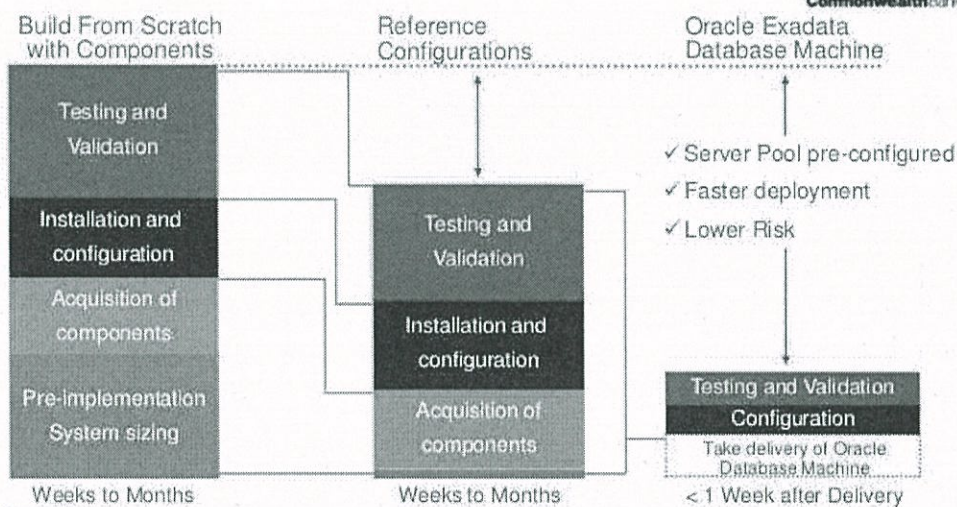 Commonwealth
Build From Scratch
with Components
Reference
Configurations
Oracle Exadata
Database Machine
Testing and
Validation
Installation and
configuration
Acquisition of
components
Pre-implementation
System sizing
Weeks to Months
Testing and
Validation
Installation and
configuration
Acquisition of
components
Weeks to Months
✓ Server Pool pre-configured
✓ Faster deployment
✓ Lower Risk
Testing and Validation
Configuration
Take delivery of Oracle
Database Machine
< 1 Week after Delivery